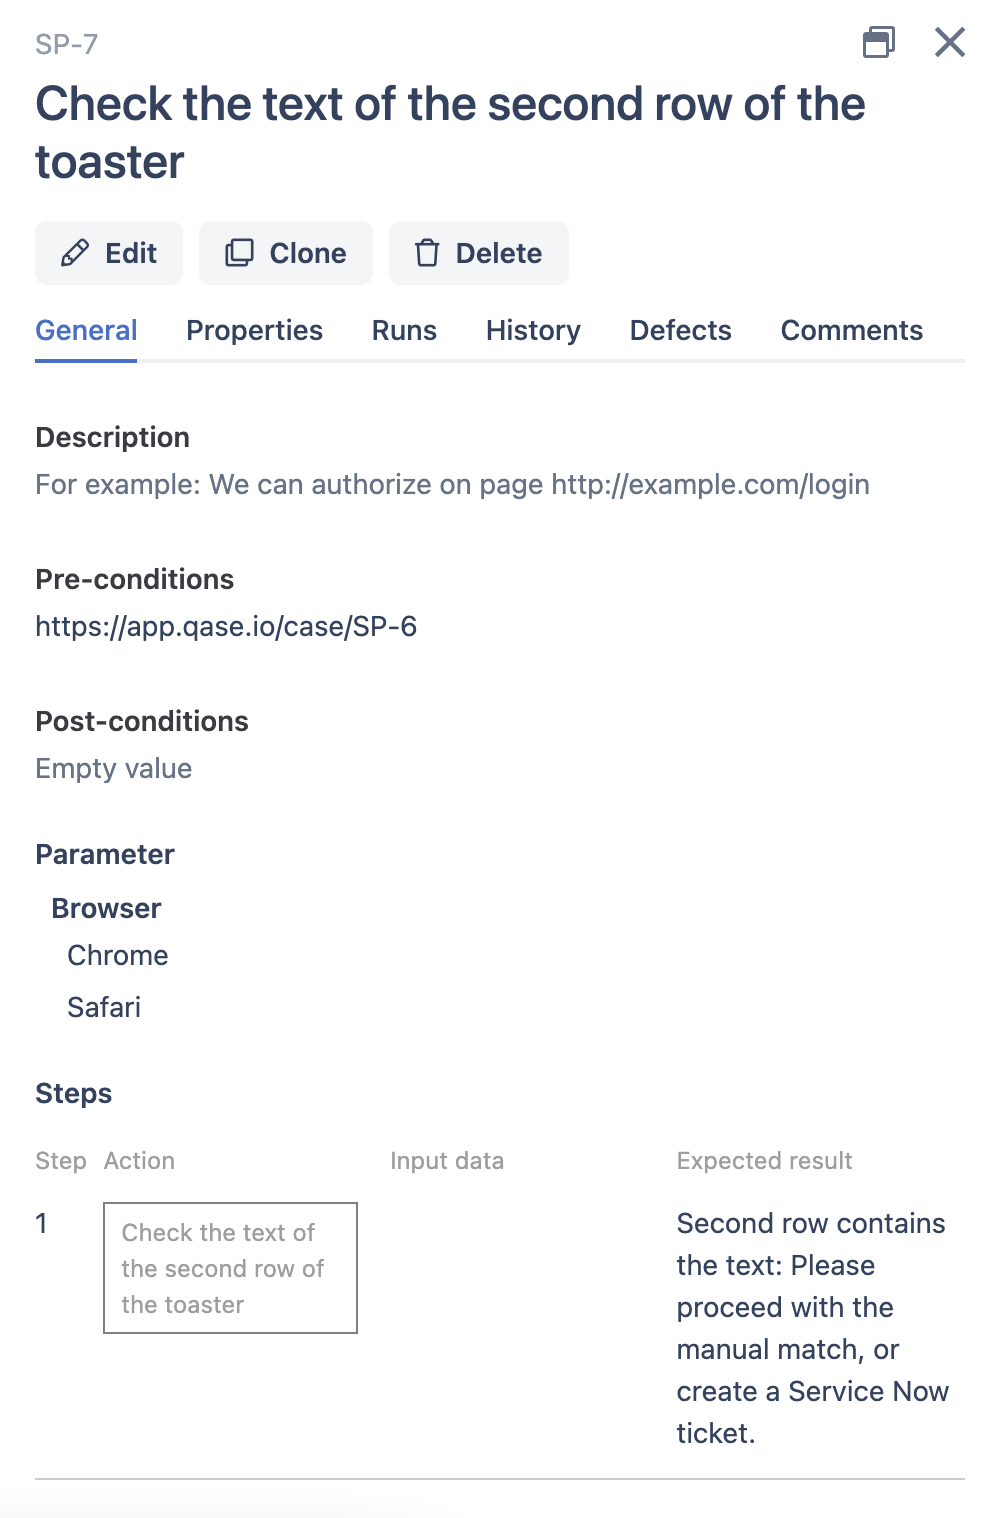 SP-7
Check the text of the second row of the
toaster
Edit Clone Delete
General Properties Runs History Defects Comments
Description
For example: We can authorize on page http://example.com/login
Pre-conditions
https://app.qase.io/case/SP-6
Post-conditions
Empty value
Parameter
Browser
Chrome
Safari
Steps
Step Action Input data Expected result
1
Check the text of
the second row of
the toaster
Second row contains
the text: Please
proceed with the
manual match, or
create a Service Now
ticket.